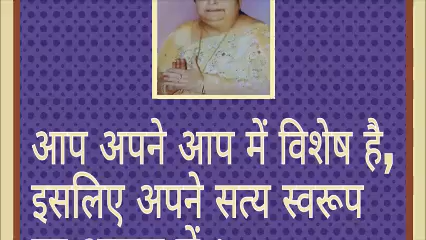 आप अपने आप में विशेष है,
इसलिए अपने सत्य स्वरूप